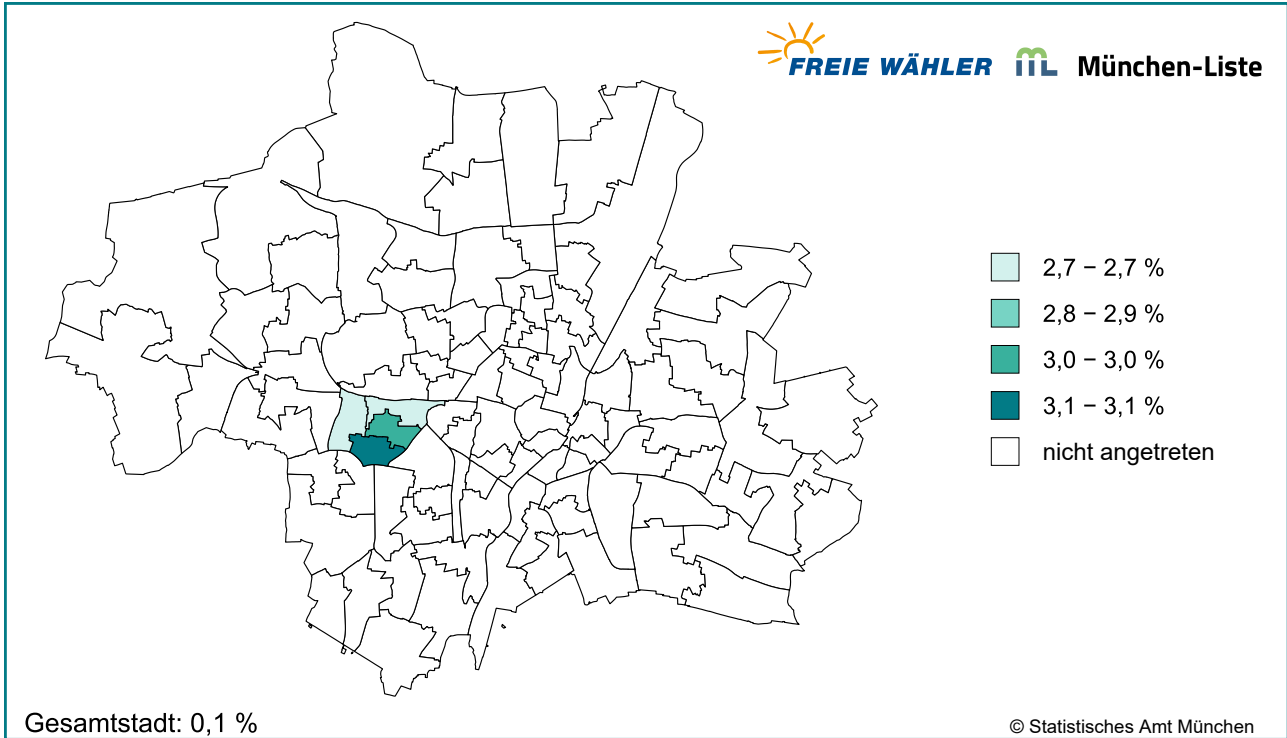 FREIE WÄHLER mL München-Liste
2,7 – 2,7 %
2,8 – 2,9 %
3,0 – 3,0 %
3,1 – 3,1 %
nicht angetreten
Gesamtstadt: 0,1 %
© Statistisches Amt München